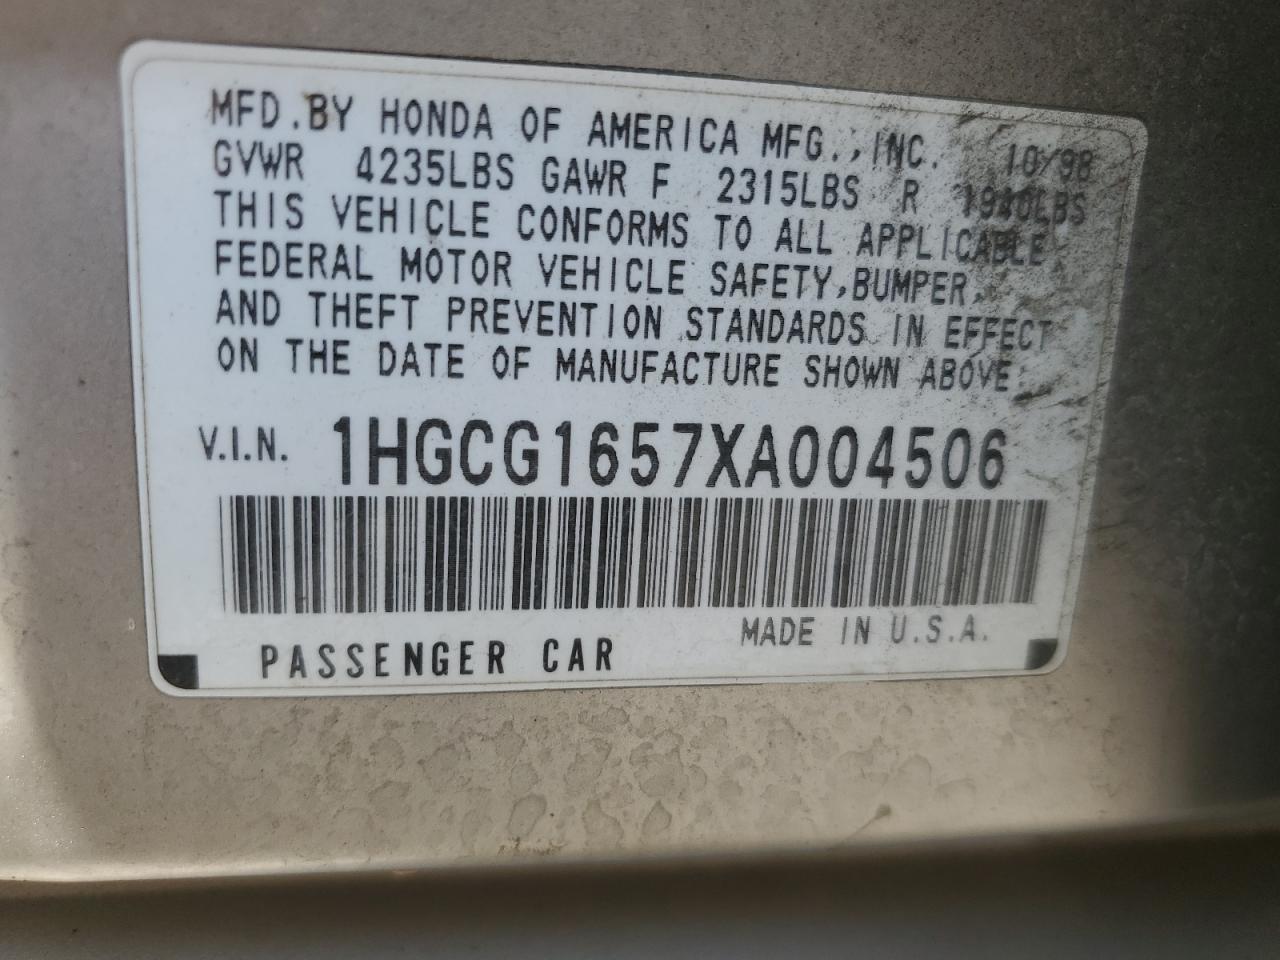 MFD.BY HONDA OF AMERICA MFG.,INC. 10/98
GVWR 4235LBS GAWR F 2315LBS R 1940LBS
THIS VEHICLE CONFORMS TO ALL APPLICABLE
FEDERAL MOTOR VEHICLE SAFETY,BUMPER,
AND THEFT PREVENTION STANDARDS IN EFFECT
ON THE DATE OF MANUFACTURE SHOWN ABOVE.
V.I.N. 1HGCG1657XA004506
MADE IN U.S.A.
PASSENGER CAR